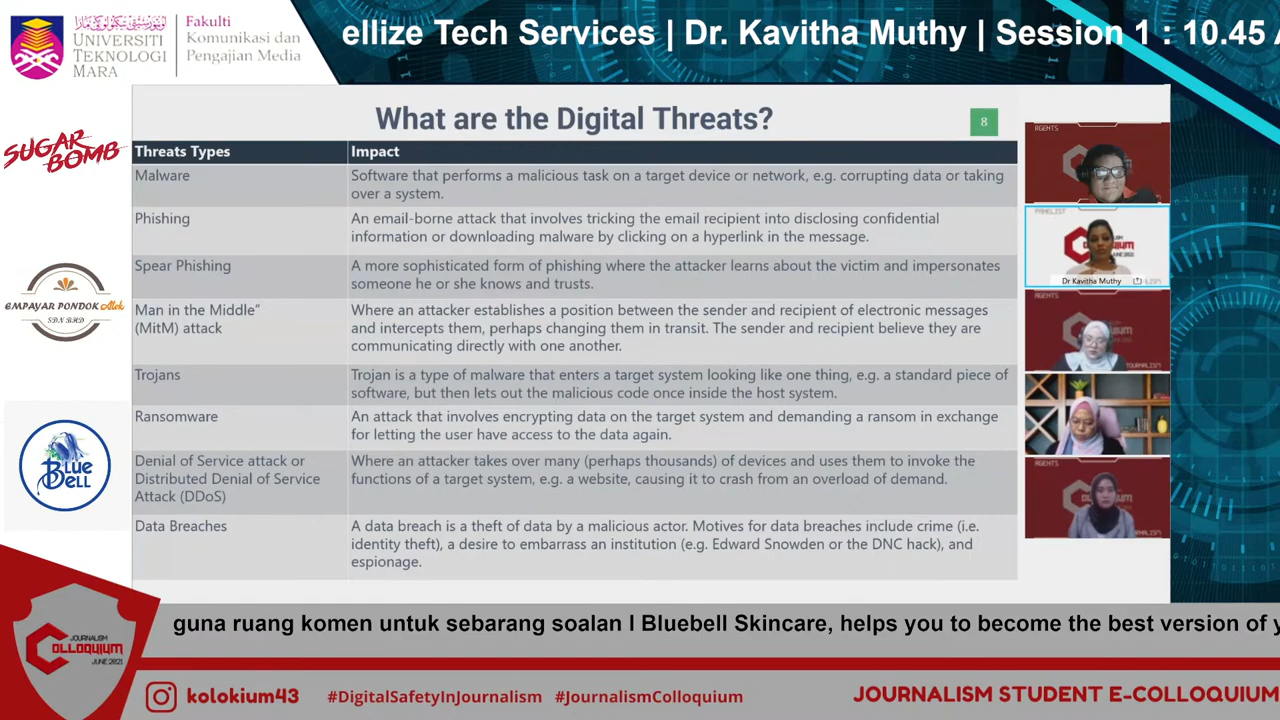 UNIVERSITI
TEKNOLOGI
MARA
Fakulti
Komunikasi dan
Pengajian Media
ellize Tech Services | Dr. Kavitha Muthy | Session 1 : 10.45 A
SUGAR
BOMB
EMPAYAR PONDOK Atok
SDN BHD
Blue
Bell
What are the Digital Threats?
8
Threats Types Impact
Malware Software that performs a malicious task on a target device or network, e.g. corrupting data or taking
over a system.
Phishing An email-borne attack that involves tricking the email recipient into disclosing confidential
information or downloading malware by clicking on a hyperlink in the message.
Spear Phishing A more sophisticated form of phishing where the attacker learns about the victim and impersonates
someone he or she knows and trusts.
Man in the Middle" Where an attacker establishes a position between the sender and recipient of electronic messages
(MitM) attack and intercepts them, perhaps changing them in transit. The sender and recipient believe they are
communicating directly with one another.
Trojans Trojan is a type of malware that enters a target system looking like one thing, e.g. a standard piece of
software, but then lets out the malicious code once inside the host system.
Ransomware An attack that involves encrypting data on the target system and demanding a ransom in exchange
for letting the user have access to the data again.
Denial of Service attack or Where an attacker takes over many (perhaps thousands) of devices and uses them to invoke the
Distributed Denial of Service functions of a target system, e.g. a website, causing it to crash from an overload of demand.
Attack (DDoS)
Data Breaches A data breach is a theft of data by a malicious actor. Motives for data breaches include crime (i.e.
identity theft), a desire to embarrass an institution (e.g. Edward Snowden or the DNC hack), and
espionage.
AGENTS
PANELIST
Dr Kavitha Muthy
AGENTS
JOURNALISM
AGENTS
guna ruang komen untuk sebarang soalan I Bluebell Skincare, helps you to become the best version of y
JOURNALISM
COLLOQUIUM
JUNE 2021
kolokium43 #DigitalSafetyInJournalism #JournalismColloquium JOURNALISM STUDENT E-COLLOQUIUM